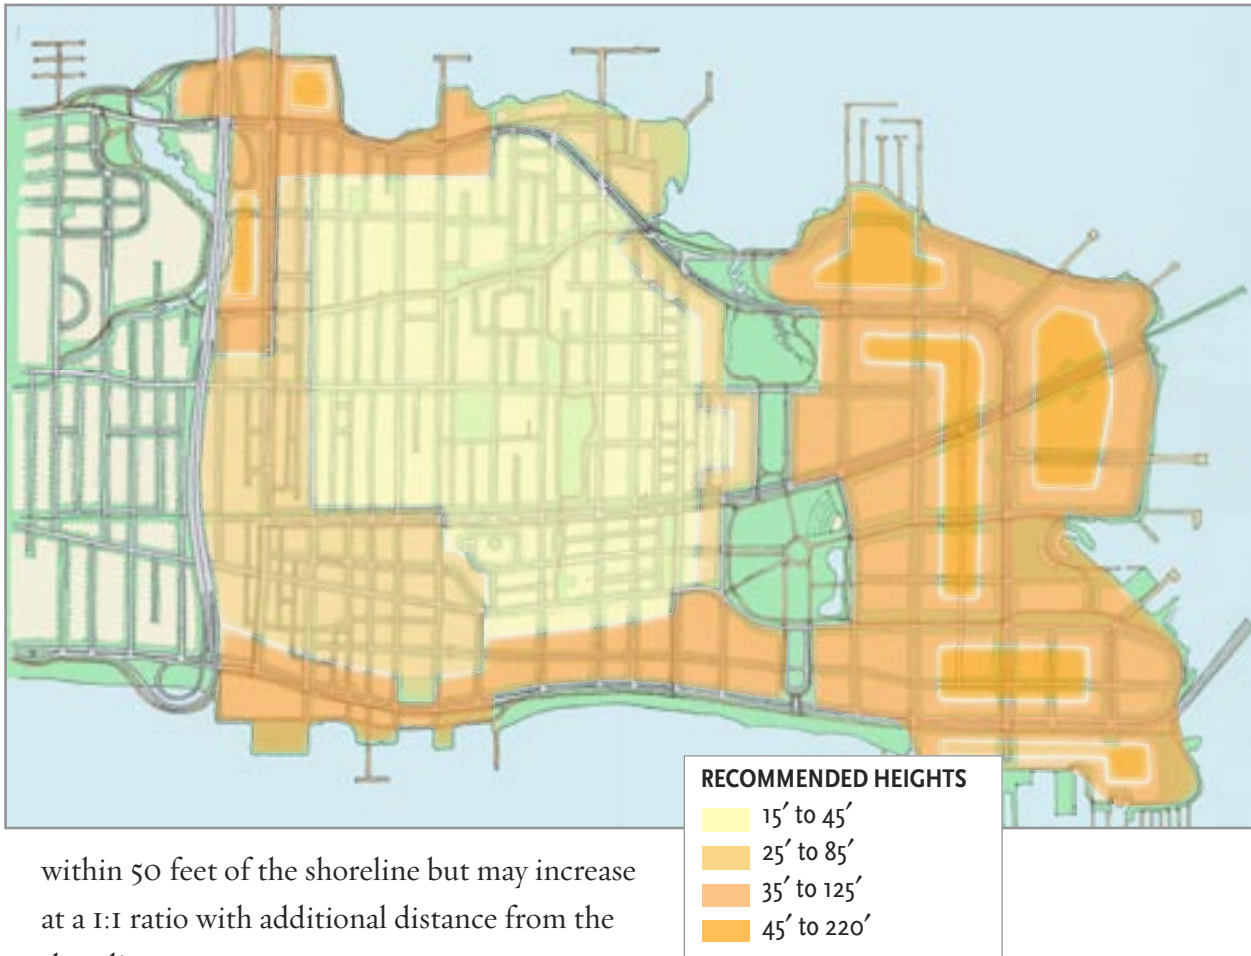 RECOMMENDED HEIGHTS
15′ to 45′
25′ to 85′
35′ to 125′
45′ to 220′
within 50 feet of the shoreline but may increase
at a 1:1 ratio with additional distance from the